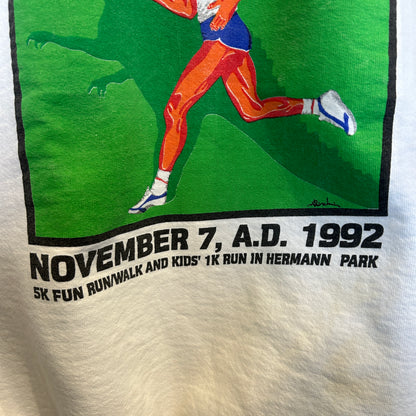 NOVEMBER 7, A.D. 1992
5K FUN RUN/WALK AND KIDS' 1K RUN IN HERMANN PARK